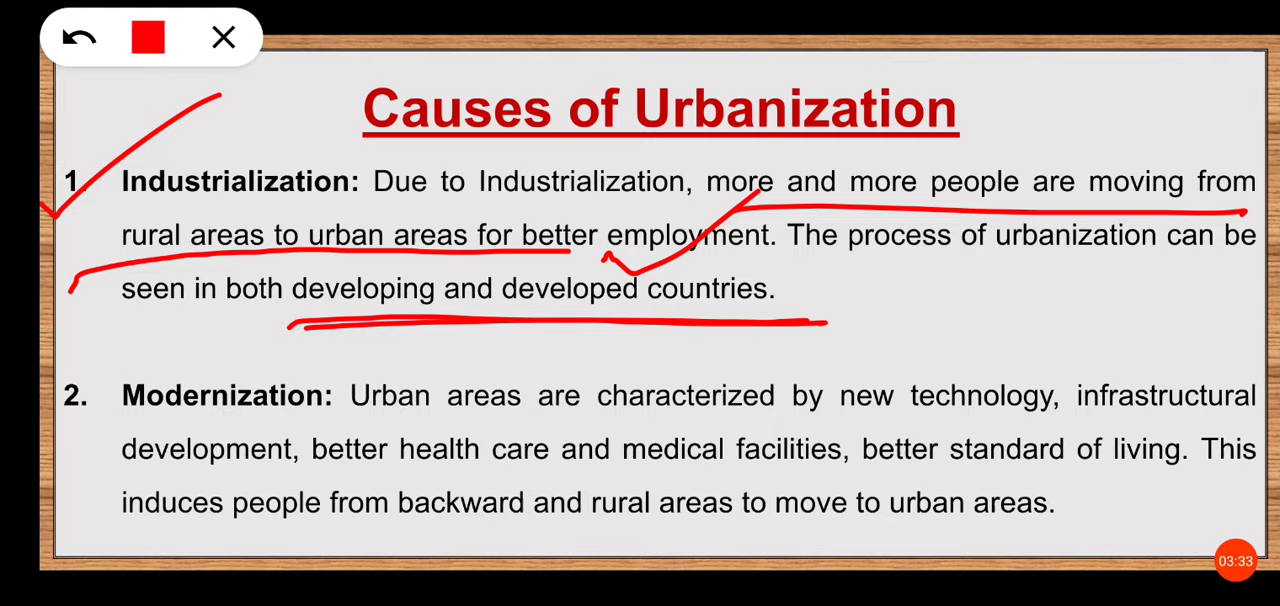 Causes of Urbanization
1. Industrialization: Due to Industrialization, more and more people are moving from
rural areas to urban areas for better employment. The process of urbanization can be
seen in both developing and developed countries.
2. Modernization: Urban areas are characterized by new technology, infrastructural
development, better health care and medical facilities, better standard of living. This
induces people from backward and rural areas to move to urban areas.
03:33